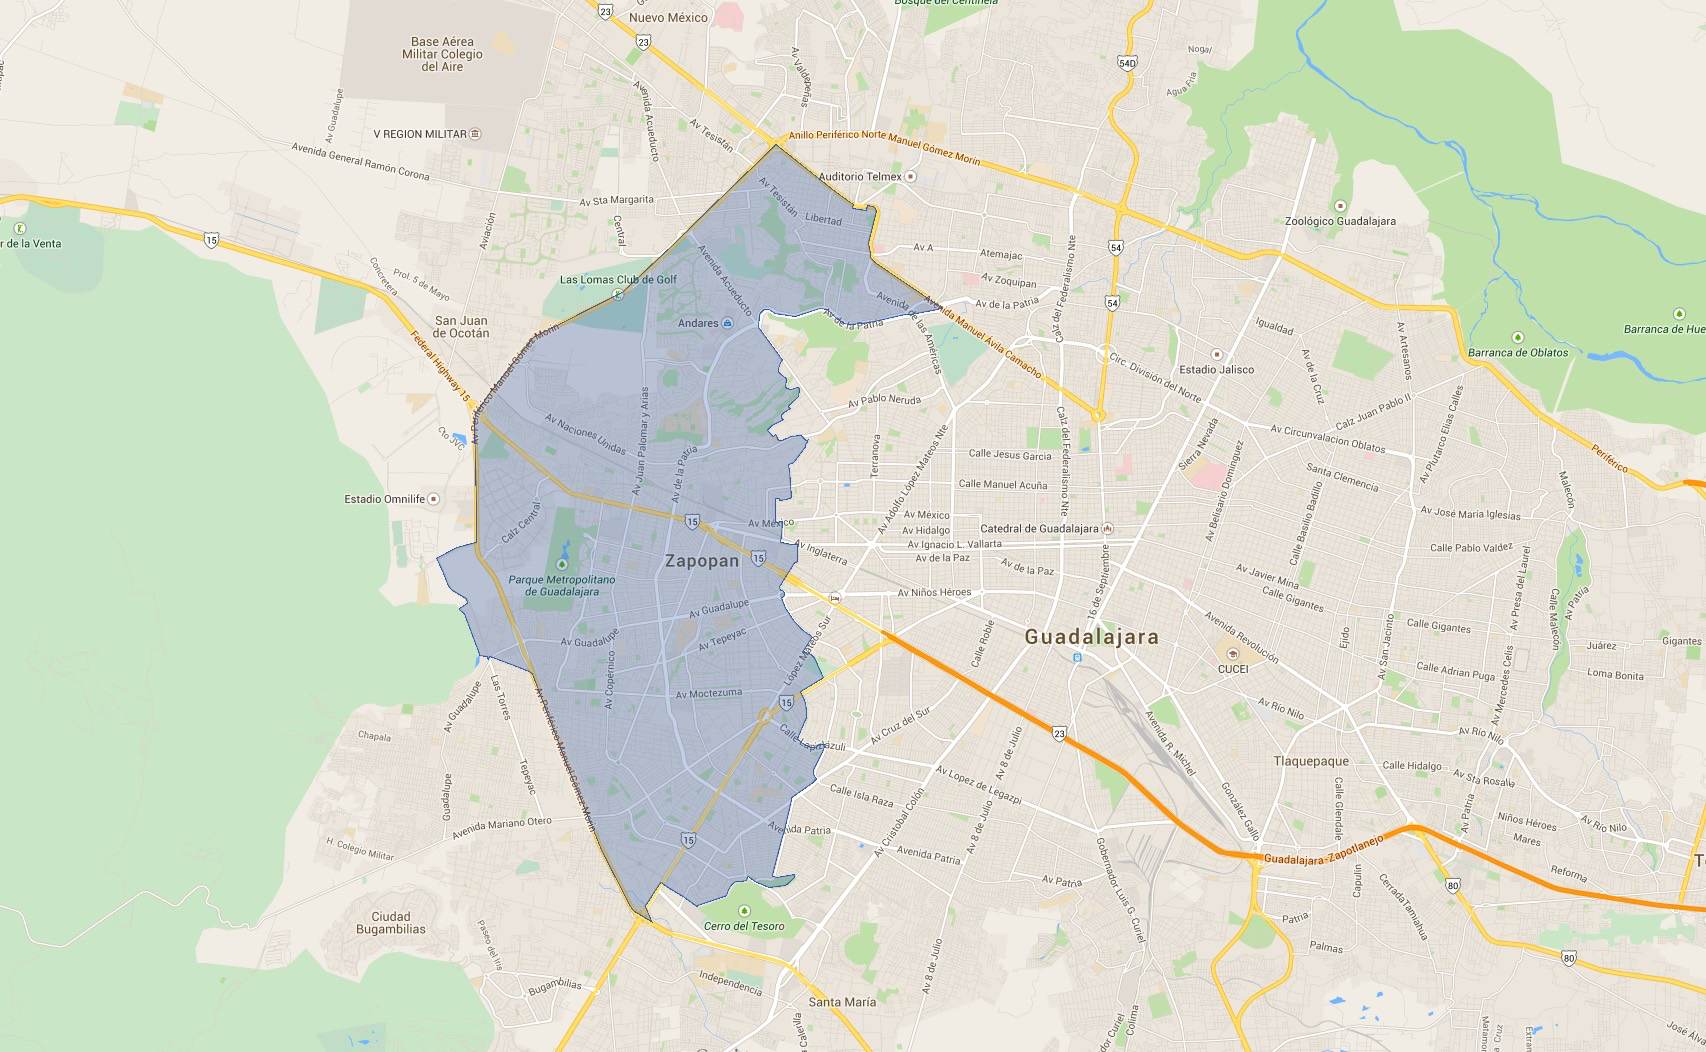 Bosque del Centinela
23
Nuevo México
23
Base Aérea
Militar Colegio
del Aire
Av Valdepeñas
Nogal
54D
Agua Fria
Av Guadalupe
Avenida Acueducto
Av Tesistán
V REGION MILITAR
Anillo Periférico Norte Manuel Gómez Morín
Avenida General Ramón Corona
Auditorio Telmex
Av Tesistán
Av Sta Margarita
Libertad
Zoológico Guadalajara
Central
Aviación
15
r de la Venta
54
Av A
Atemajac
Calz del Federalismo Nte
Concretera
Prol. 5 de Mayo
Las Lomas Club de Golf
Avenida Acueducto
Av Zoquipan
Avenida de las Américas
Av de la Patria
54
San Juan
de Ocotán
Andares
Av de la Patria
Avenida Manuel Ávila Camacho
Igualdad
Barranca de Hue
Federal Highway 15
Av. Periférico Manuel Gómez Morin
Circ. División del Norte
Estadio Jalisco
Av Artesanos
Barranca de Oblatos
Av de la Cruz
Av Pablo Neruda
Av Juan Palomar y Arias
Av Naciones Unidas
Cto JVC
Calz Juan Pablo II
Av Plutarco Elias Calles
Av Circunvalacion Oblatos
Sierra Nevada
Terranova
Av Adolfo López Mateos Nte
Calle Jesus Garcia
Calz del Federalismo Nte
Av de la Patria
Periférico
Santa Clemencia
Av Belisario Dominguez
Calle Manuel Acuña
Estadio Omnilife
Malecón
Calle Basilio Badillo
Calz Central
15
Av México
Av México
Av Hidalgo
Catedral de Guadalajara
Av José María Iglesias
Av Ignacio L. Vallarta
Av Inglaterra
Av de la Paz
Calle Pablo Valdez
Zapopan
15
Av de la Paz
Av Javier Mina
Parque Metropolitano
de Guadalajara
Av Niños Héroes
16 de Septiembre
Calle Gigantes
Av Presa del Laurel
Calle Malecón
Av Patria
Av Guadalupe
Av Guadalupe
Av Tepeyac
López Mateos Sur
Calle Roble
Guadalajara
Av Revolución
Ejido
Av San Jacinto
Calle Gigantes
Gigantes
Juárez
CUCEI
Calle Adrian Puga
Loma Bonita
Av Copérnico
Av Moctezuma
Las Torres
Av Guadalupe
15
Av Cruz del Sur
Av Río Nilo
Av Mercedes Celis
Chapala
Calle Lapizlázuli
23
Av 8 de Julio
Avenida R. Michel
Av Río Nilo
Tepeyac
Guadalupe
Av Periférico Manuel Gómez Morin
Av Lopez de Legazpi
Tlaquepaque
Calle Hidalgo
Av Sta Rosalía
Calle Isla Raza
Av Cristobal Colón
Av 8 de Julio
González Gallo
Calle Glendale
Av Patria
Niños Héroes
Av Río Nilo
Mares
Avenida Mariano Otero
H. Colegio Militar
15
Avenida Patria
Avenida Patria
Gobernador Luis G. Curiel
Guadalajara-Zapotlanejo
T
Av Patria
Capulin
Cerrada Tamiahua
80
Reforma
Ciudad
Bugambilias
Cerro del Tesoro
Patria
Palmas
Paseo del Iris
Av 8 de Julio
80
Independencia
Bugambilias
Santa María
Colima
Matamoros